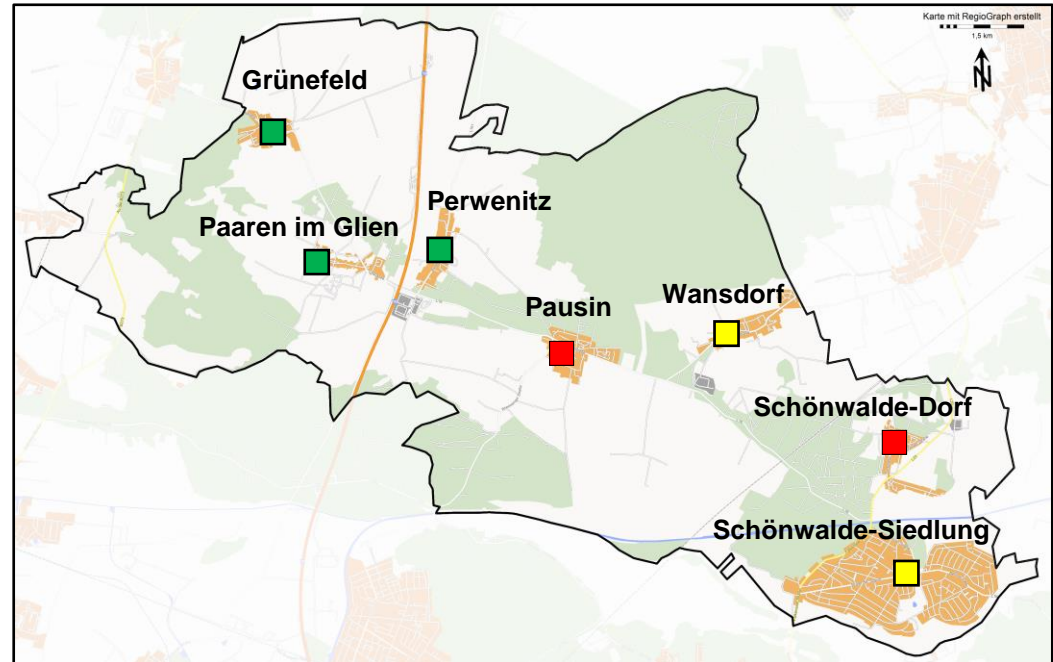 Karte mit RegioGraph erstellt
1,5 km
N
Grünefeld
Perwenitz
Paaren im Glien
Wansdorf
Pausin
Schönwalde-Dorf
Schönwalde-Siedlung